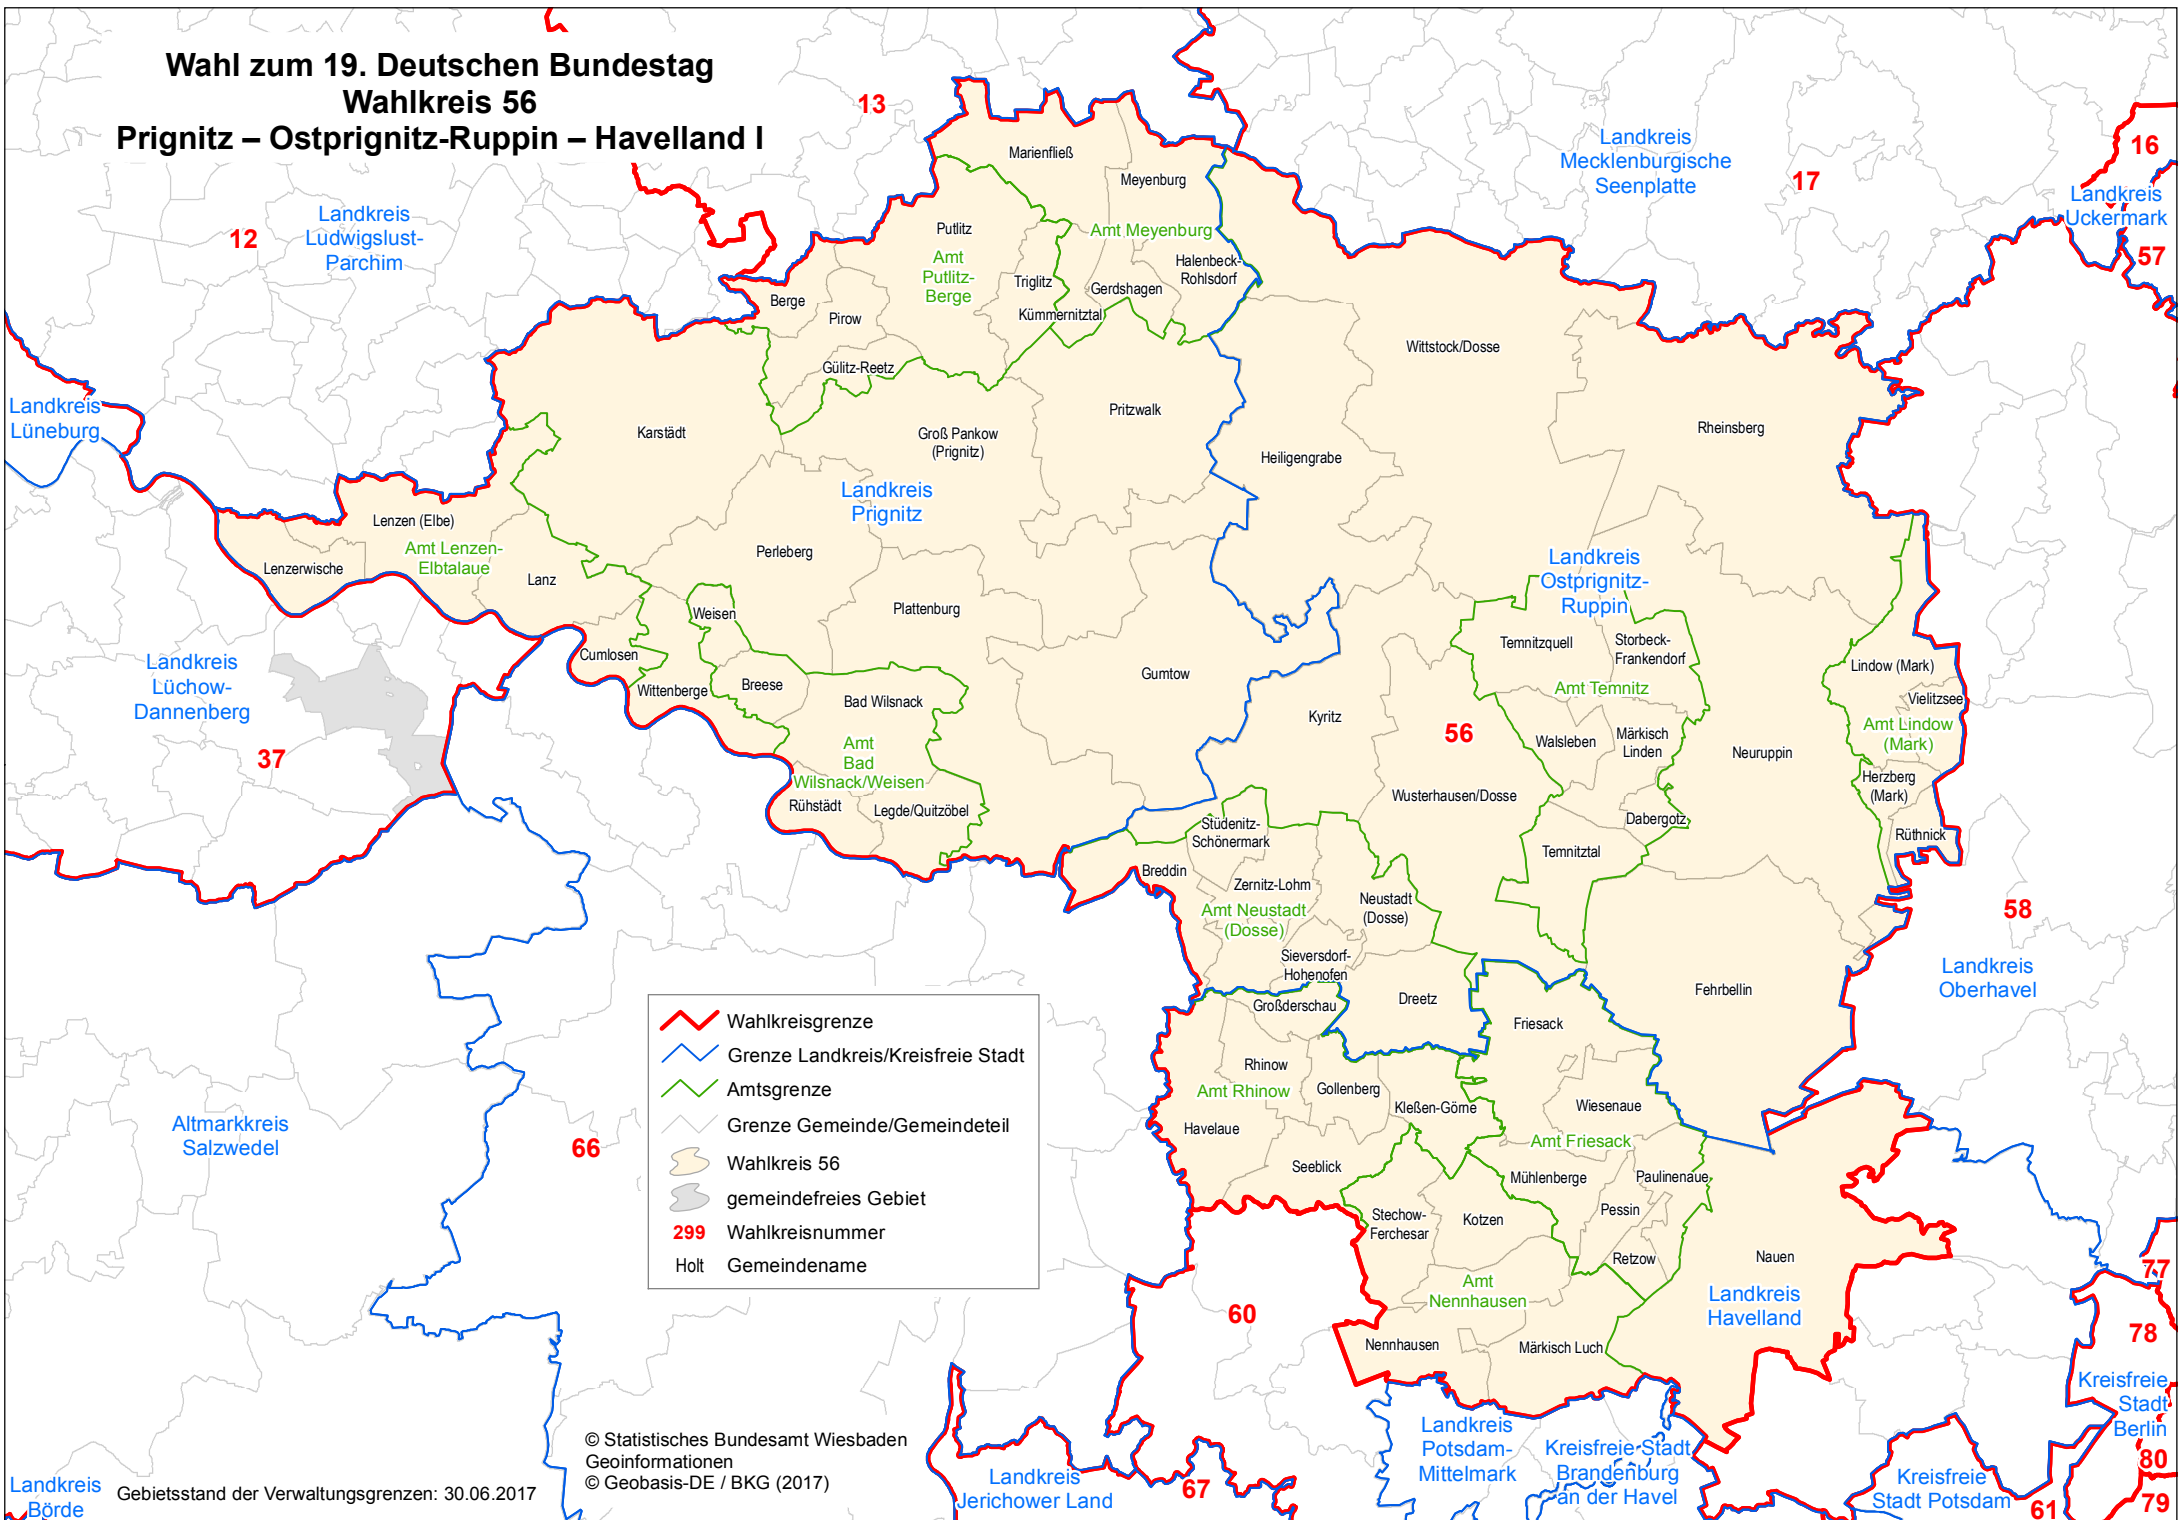 Wahl zum 19. Deutschen Bundestag
Wahlkreis 56
Prignitz – Ostprignitz-Ruppin – Havelland I
13
16
17
12
57
Landkreis
Mecklenburgische
Seenplatte
Landkreis
Uckermark
Landkreis
Ludwigslust-
Parchim
Landkreis
Lüneburg
Marienfließ
Meyenburg
Amt Meyenburg
Putlitz
Amt
Putlitz-
Berge
Triglitz
Halenbeck-
Rohlsdorf
Gerdshagen
Kümmernitztal
Berge
Pirow
Gülitz-Reetz
Wittstock/Dosse
Pritzwalk
Karstädt
Groß Pankow
(Prignitz)
Heiligengrabe
Rheinsberg
Landkreis
Prignitz
Lenzen (Elbe)
Amt Lenzen-
Elbtalaue
Lenzerwische
Lanz
Perleberg
Plattenburg
Landkreis
Ostprignitz-
Ruppin
Weisen
Cumlosen
Wittenberge
Breese
Bad Wilsnack
Amt
Bad
Wilsnack/Weisen
Rühstädt
Legde/Quitzöbel
Gumtow
Kyritz
56
Temnitzquell
Storbeck-
Frankendorf
Amt Temnitz
Walsleben
Märkisch
Linden
Neuruppin
Lindow (Mark)
Vielitzsee
Amt Lindow
(Mark)
Herzberg
(Mark)
Rüthnick
Wusterhausen/Dosse
Dabergotz
Temnitztal
Landkreis
Lüchow-
Dannenberg
37
Stüdenitz-
Schönermark
Breddin
Zernitz-Lohm
Amt Neustadt
(Dosse)
Neustadt
(Dosse)
Sieversdorf-
Hohenofen
Dreetz
Fehrbellin
58
Landkreis
Oberhavel
Großderschau
Friesack
Rhinow
Amt Rhinow
Gollenberg
Kleßen-Görne
Wiesenaue
Havelaue
Seeblick
Amt Friesack
Mühlenberge
Paulinenaue
Pessin
Stechow-
Ferchesar
Kotzen
Retzow
Nauen
Amt
Nennhausen
Landkreis
Havelland
Nennhausen
Märkisch Luch
Altmarkkreis
Salzwedel
66
60
Wahlkreisgrenze
Grenze Landkreis/Kreisfreie Stadt
Amtsgrenze
Grenze Gemeinde/Gemeindeteil
Wahlkreis 56
gemeindefreies Gebiet
299 Wahlkreisnummer
Holt Gemeindename
77
78
Kreisfreie
Stadt
Berlin
80
79
61
67
Landkreis
Potsdam-
Mittelmark
Kreisfreie Stadt
Brandenburg
an der Havel
Kreisfreie
Stadt Potsdam
Landkreis
Jerichower Land
Landkreis
Börde
Gebietsstand der Verwaltungsgrenzen: 30.06.2017
© Statistisches Bundesamt Wiesbaden
Geoinformationen
© Geobasis-DE / BKG (2017)